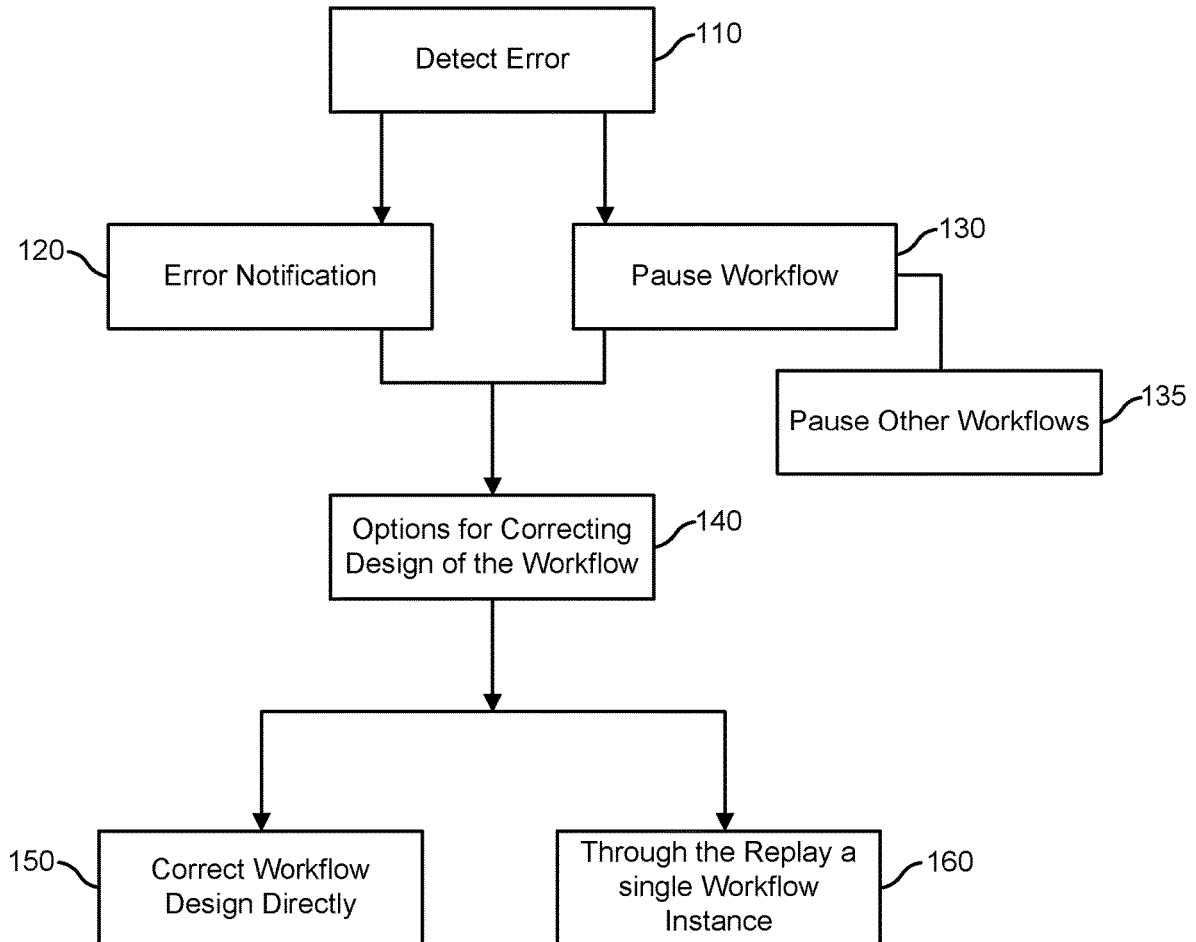 Detect Error
110
120
Error Notification
Pause Workflow
130
Pause Other Workflows
135
Options for Correcting
Design of the Workflow
140
150
Correct Workflow
Design Directly
Through the Replay a
single Workflow
Instance
160